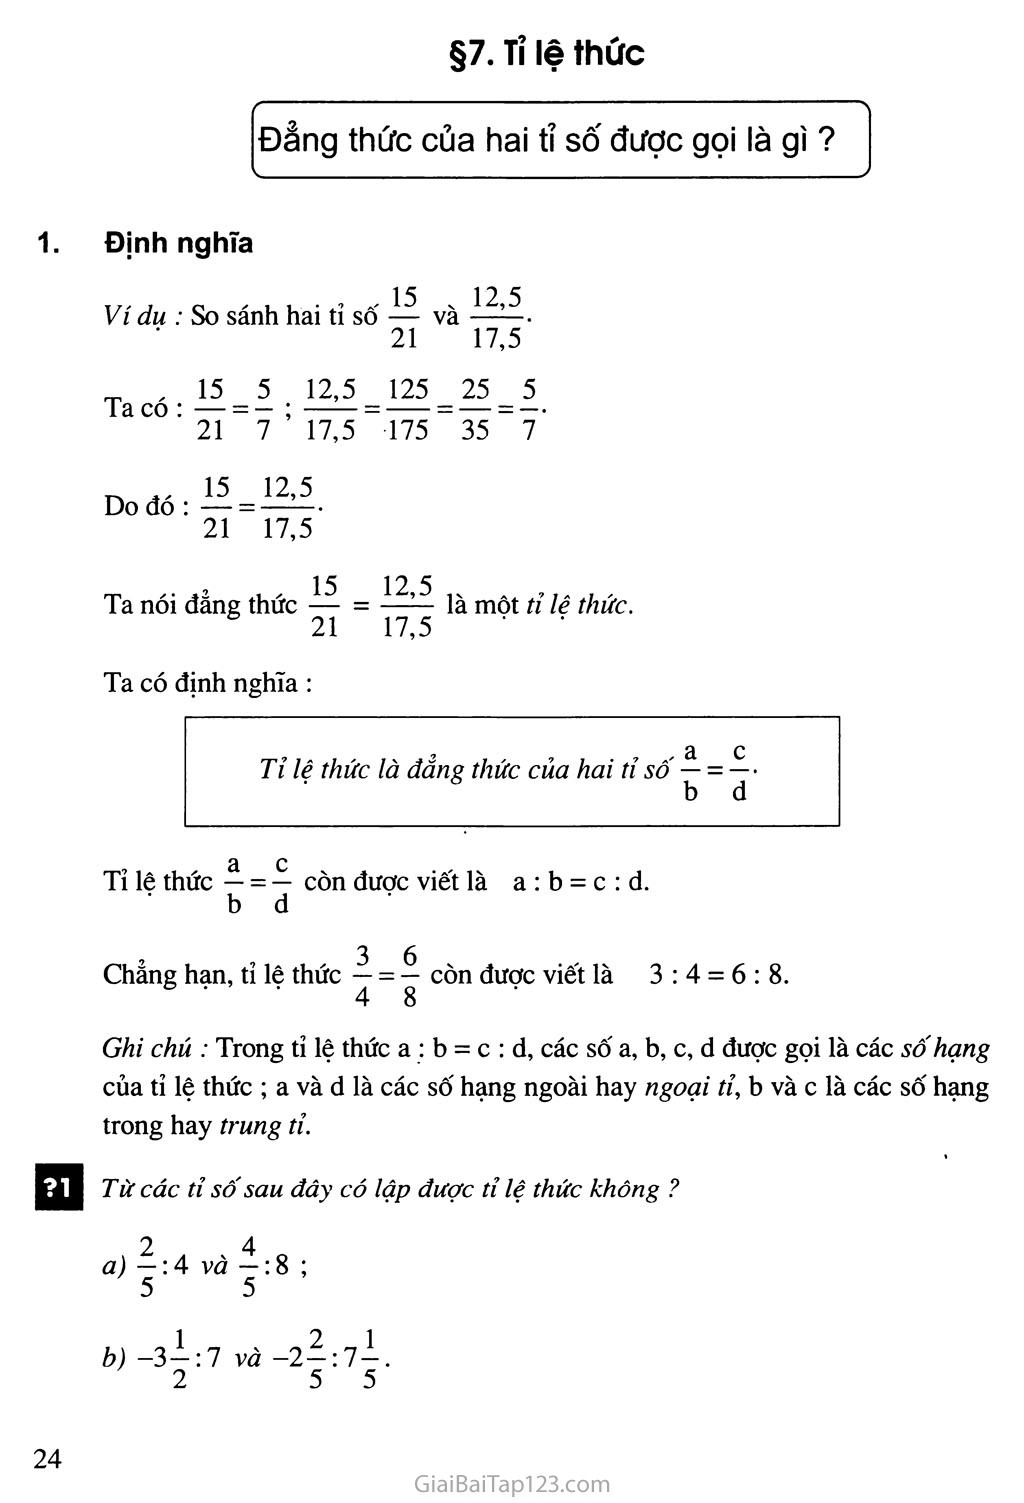 §7. Tỉ lệ thức
Đẳng thức của hai tỉ số được gọi là gì ?
1. Định nghĩa
Ví dụ : So sánh hai tỉ số 15/21 và 12,5/17,5.
Ta có : 15/21 = 5/7 ; 12,5/17,5 = 125/175 = 25/35 = 5/7.
Do đó : 15/21 = 12,5/17,5.
Ta nói đẳng thức 15/21 = 12,5/17,5 là một tỉ lệ thức.
Ta có định nghĩa :
Tỉ lệ thức là đẳng thức của hai tỉ số a/b = c/d.
Tỉ lệ thức a/b = c/d còn được viết là a : b = c : d.
Chẳng hạn, tỉ lệ thức 3/4 = 6/8 còn được viết là 3 : 4 = 6 : 8.
Ghi chú : Trong tỉ lệ thức a : b = c : d, các số a, b, c, d được gọi là các số hạng
của tỉ lệ thức ; a và d là các số hạng ngoài hay ngoại tỉ, b và c là các số hạng
trong hay trung tỉ.
?1 Từ các tỉ số sau đây có lập được tỉ lệ thức không ?
a) 2/5 : 4 và 4/5 : 8 ;
b) –3 1/2 : 7 và –2 2/5 : 7 1/5 .
24
GiaiBaiTap123.com